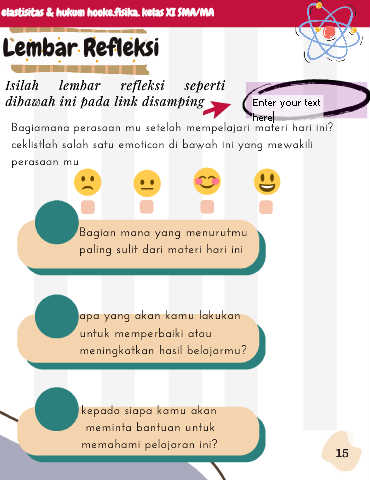 elastisitas & hukum hooke.fisika. kelas XI SMA/MA
Lembar Refleksi
Isilah lembar refleksi seperti
dibawah ini pada link disamping
Enter your text
here
Bagiamana perasaan mu setelah mempelajari materi hari ini?
ceklistlah salah satu emoticon di bawah ini yang mewakili
perasaan mu
Bagian mana yang menurutmu
paling sulit dari materi hari ini
apa yang akan kamu lakukan
untuk memperbaiki atau
meningkatkan hasil belajarmu?
kepada siapa kamu akan
meminta bantuan untuk
memahami pelajaran ini?
15